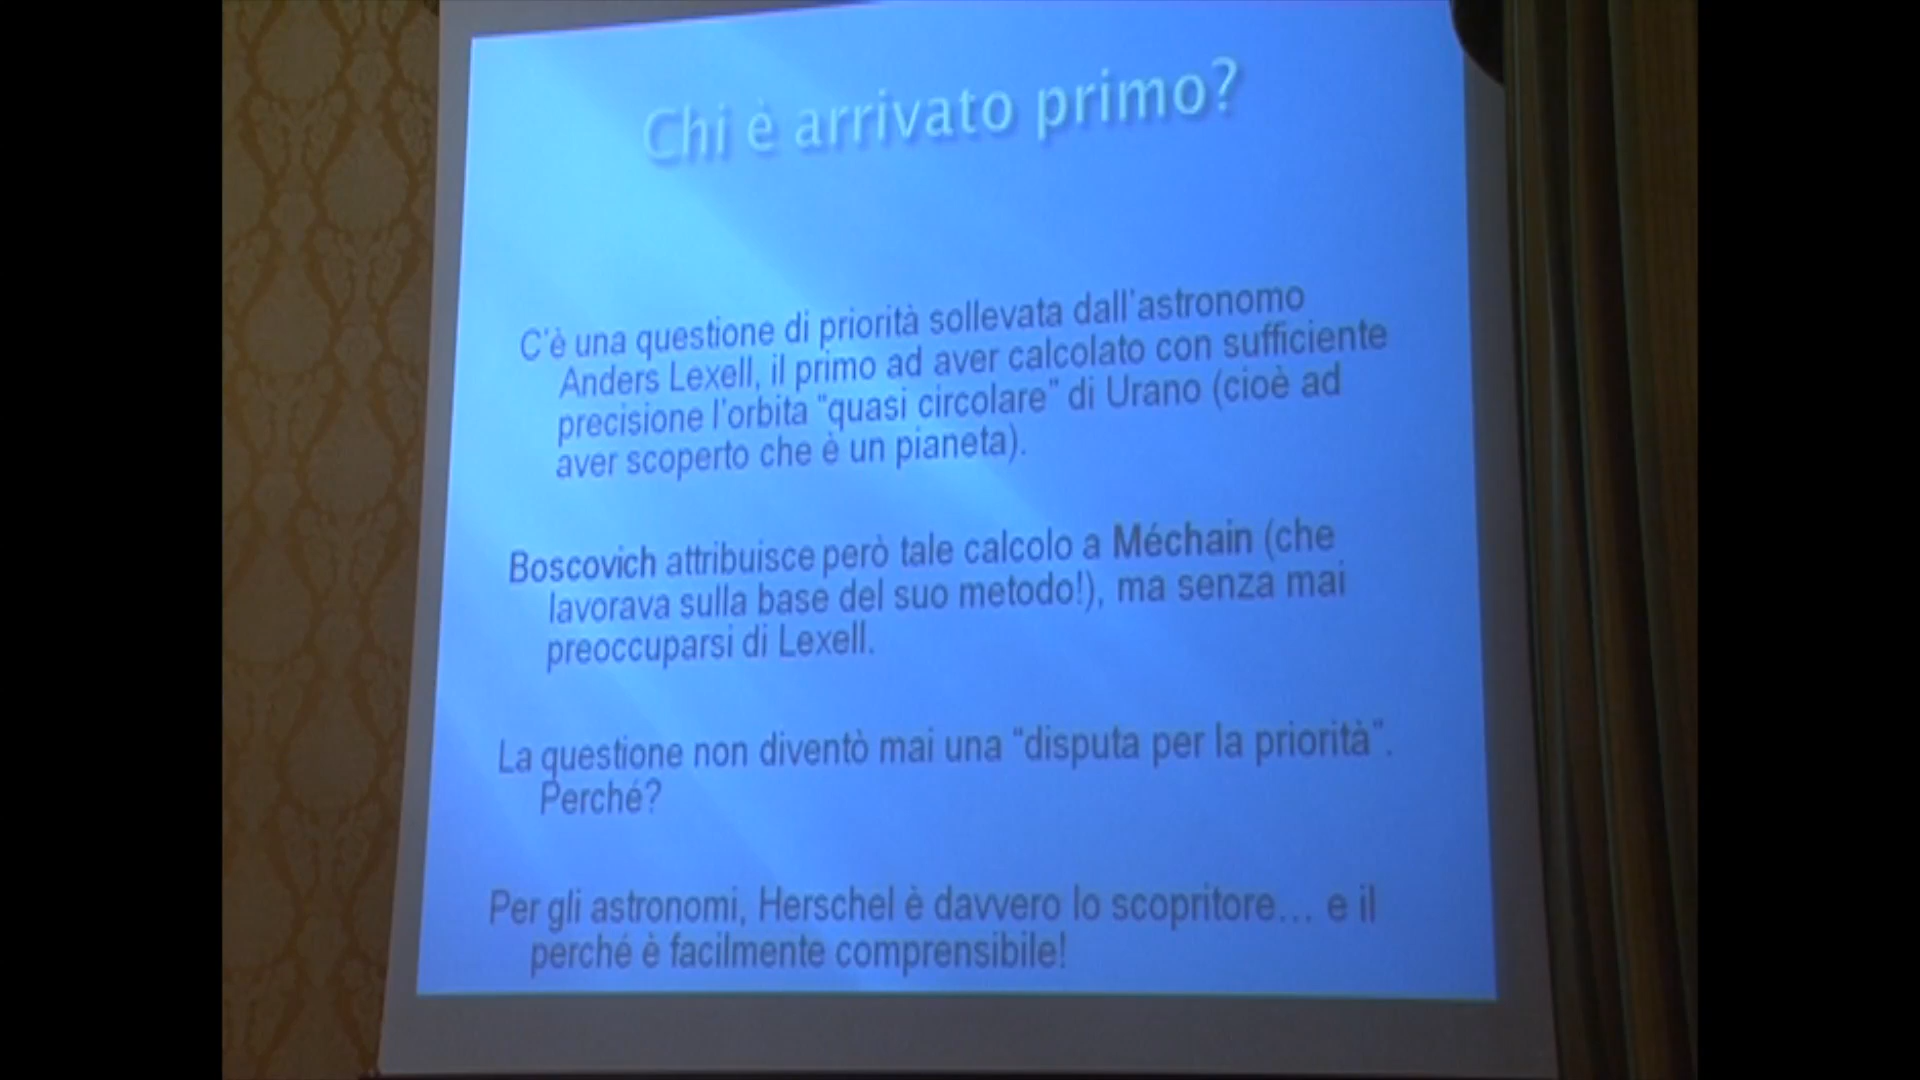 Chi è arrivato primo?
C'è una questione di priorità sollevata dall'astronomo
Anders Lexell, il primo ad aver calcolato con sufficiente
precisione l'orbita "quasi circolare" di Urano (cioè ad
aver scoperto che è un pianeta).
Boscovich attribuisce però tale calcolo a Méchain (che
lavorava sulla base del suo metodo!), ma senza mai
preoccuparsi di Lexell.
La questione non diventò mai una "disputa per la priorità".
Perché?
Per gli astronomi, Herschel è davvero lo scopritore… e il
perché è facilmente comprensibile!